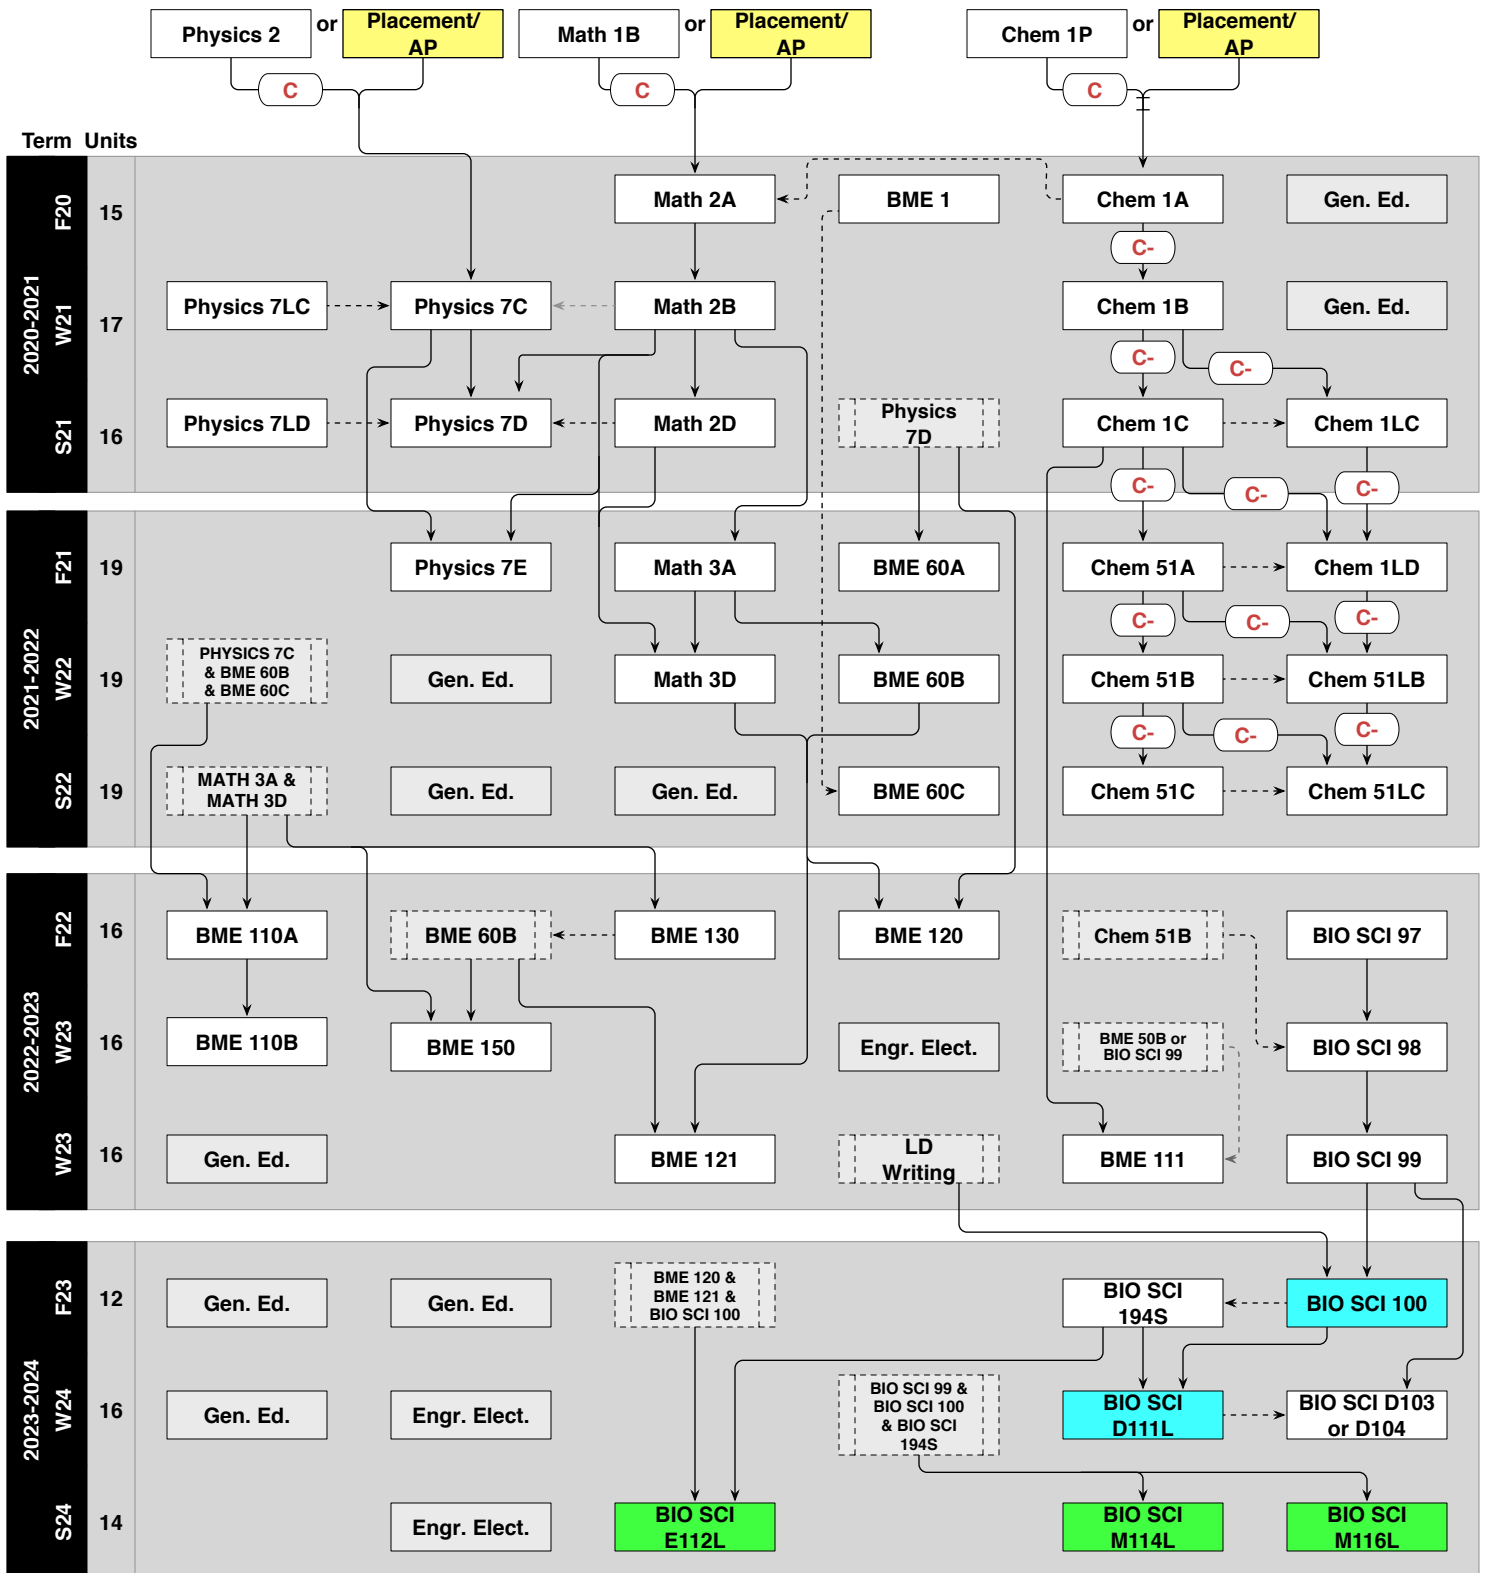 Physics 2
or
Placement/
AP
Math 1B
or
Placement/
AP
Chem 1P
or
Placement/
AP
C
C
C
Term Units
2020-2021
F20
15
Math 2A
BME 1
Chem 1A
Gen. Ed.
C-
W21
17
Physics 7LC
Physics 7C
Math 2B
Chem 1B
Gen. Ed.
C-
C-
S21
16
Physics 7LD
Physics 7D
Math 2D
Physics
7D
Chem 1C
Chem 1LC
C-
C-
C-
2021-2022
F21
19
Physics 7E
Math 3A
BME 60A
Chem 51A
Chem 1LD
C-
C-
C-
W22
19
PHYSICS 7C
& BME 60B
& BME 60C
Gen. Ed.
Math 3D
BME 60B
Chem 51B
Chem 51LB
C-
C-
C-
S22
19
MATH 3A &
MATH 3D
Gen. Ed.
Gen. Ed.
BME 60C
Chem 51C
Chem 51LC
2022-2023
F22
16
BME 110A
BME 60B
BME 130
BME 120
Chem 51B
BIO SCI 97
W23
16
BME 110B
BME 150
Engr. Elect.
BME 50B or
BIO SCI 99
BIO SCI 98
W23
16
Gen. Ed.
BME 121
LD
Writing
BME 111
BIO SCI 99
2023-2024
F23
12
Gen. Ed.
Gen. Ed.
BME 120 &
BME 121 &
BIO SCI 100
BIO SCI
194S
BIO SCI 100
W24
16
Gen. Ed.
Engr. Elect.
BIO SCI 99 &
BIO SCI 100
& BIO SCI
194S
BIO SCI
D111L
BIO SCI D103
or D104
S24
14
Engr. Elect.
BIO SCI
E112L
BIO SCI
M114L
BIO SCI
M116L